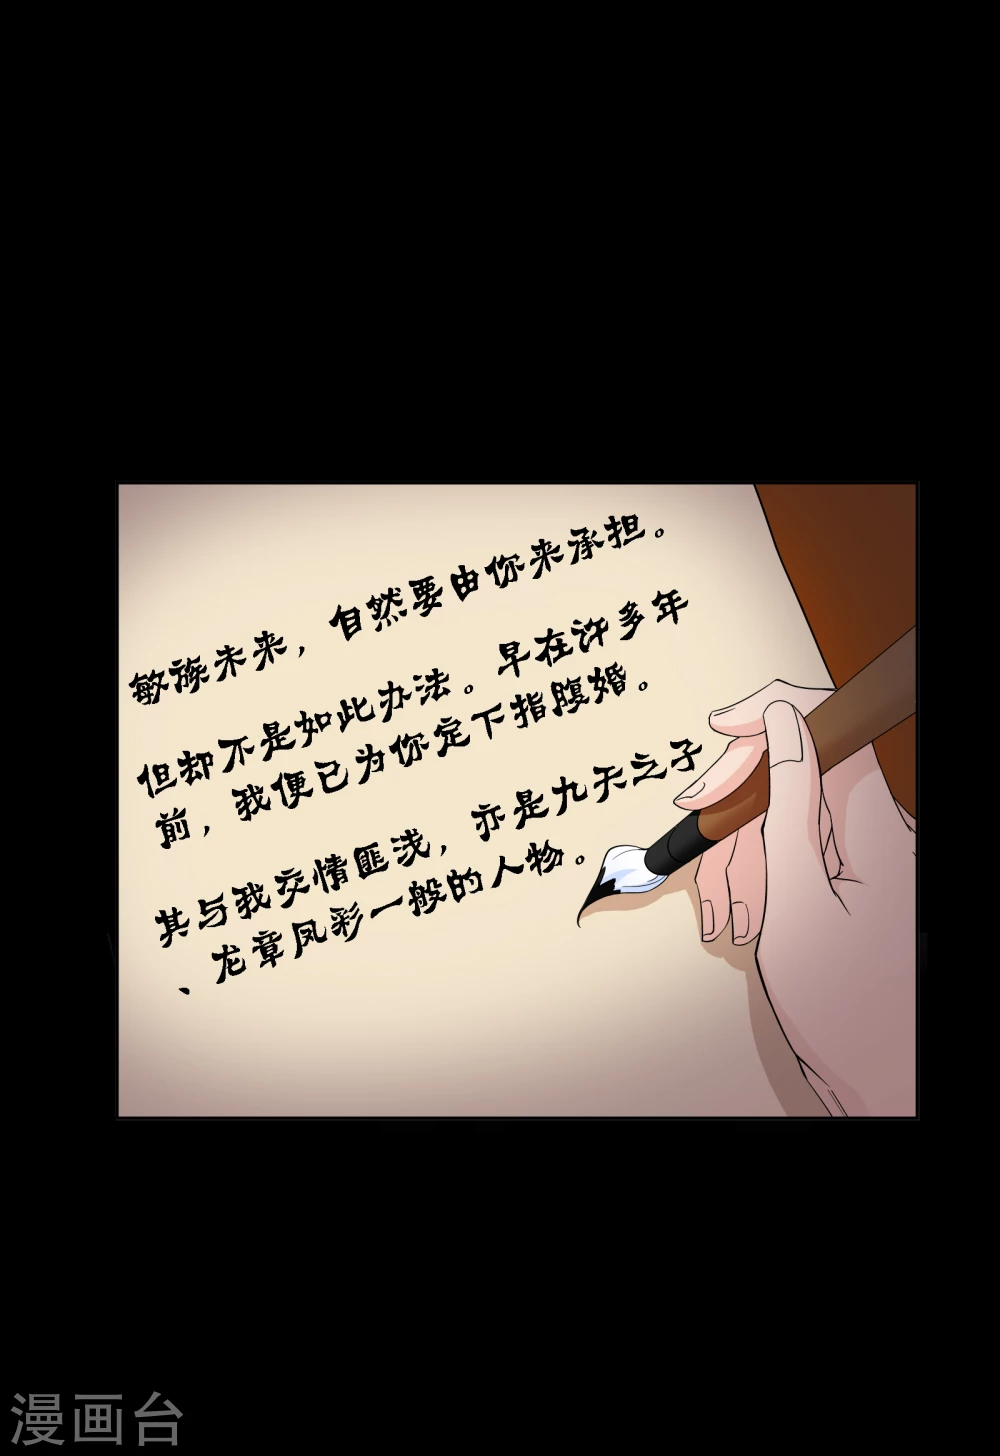 敏族未来，自然要由你来承担。
但却不是如此办法。早在许多年
前，我便已为你定下指腹婚。
其与我交情匪浅，亦是九天之子
、龙章凤彩一般的人物。
漫画台